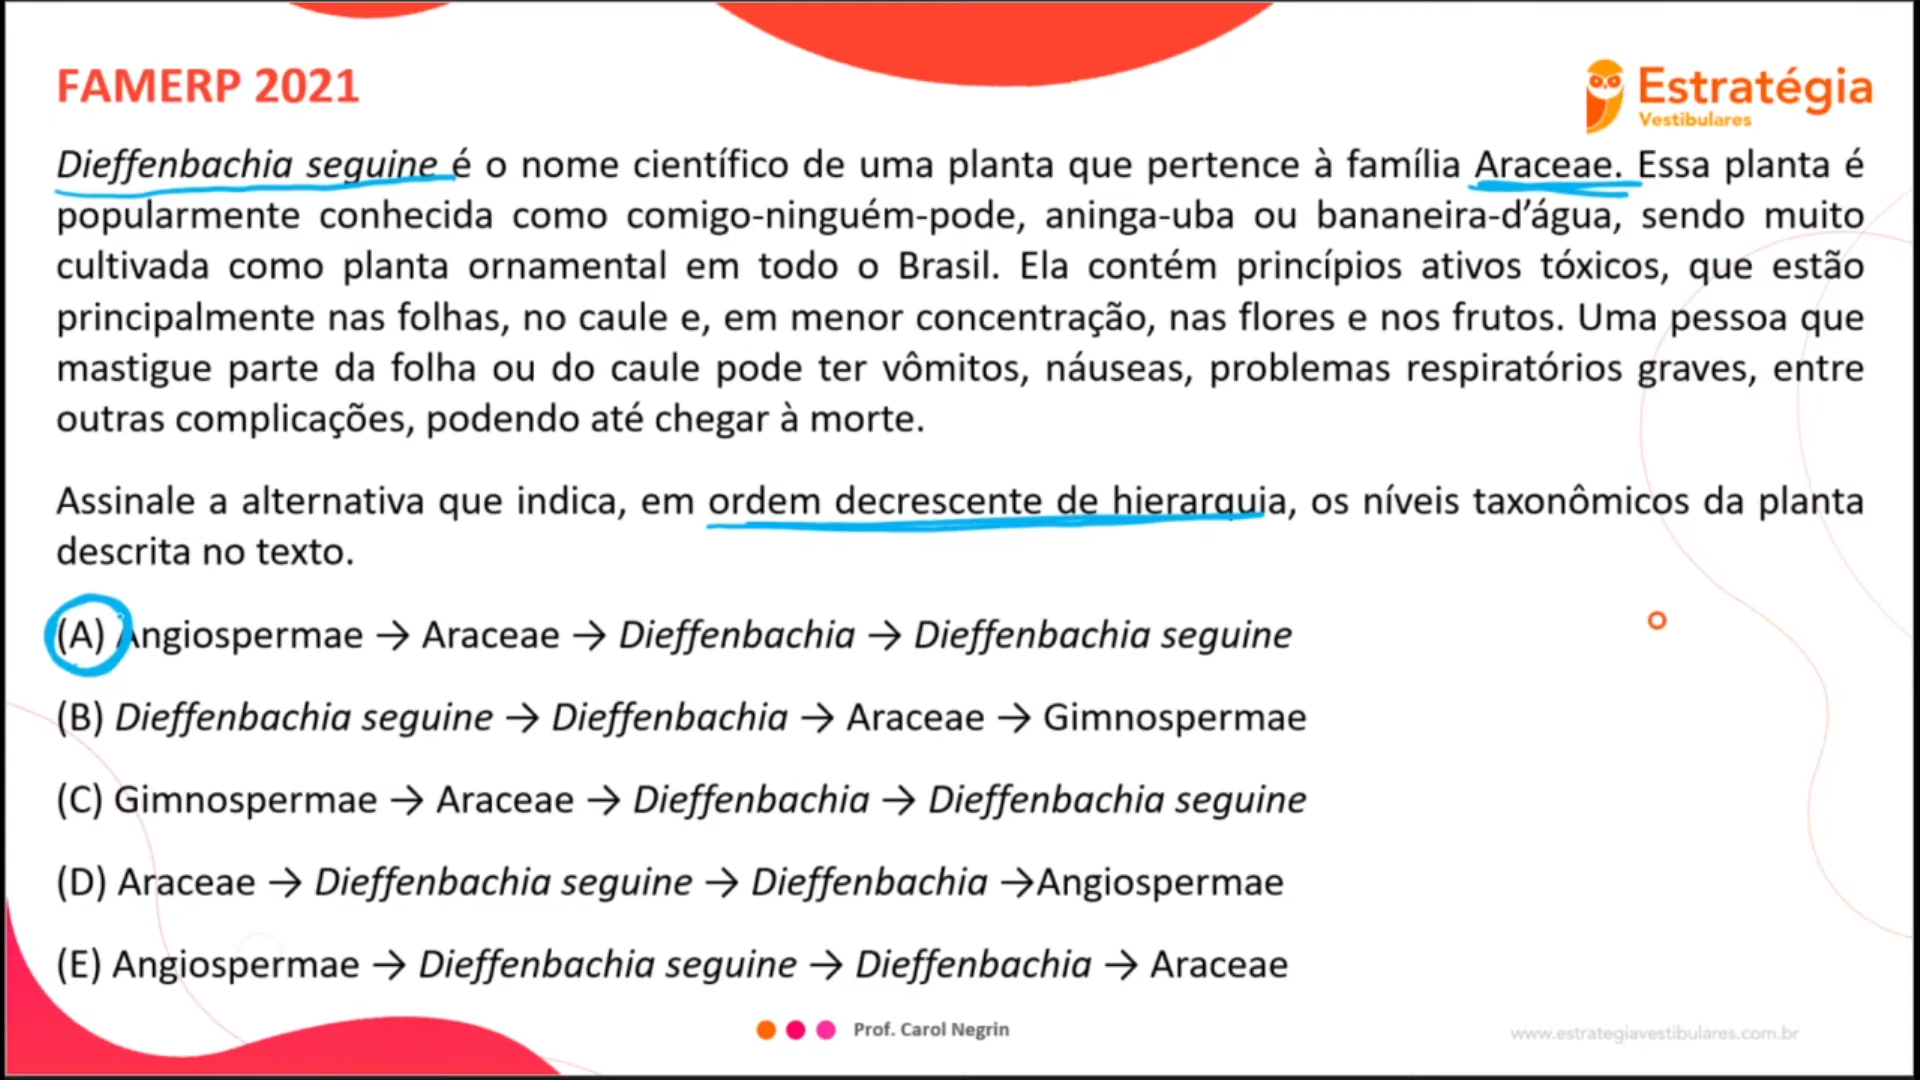 FAMERP 2021
Estratégia
Vestibulares
Dieffenbachia seguine é o nome científico de uma planta que pertence à família Araceae. Essa planta é
popularmente conhecida como comigo-ninguém-pode, aninga-uba ou bananeira-d’água, sendo muito
cultivada como planta ornamental em todo o Brasil. Ela contém princípios ativos tóxicos, que estão
principalmente nas folhas, no caule e, em menor concentração, nas flores e nos frutos. Uma pessoa que
mastigue parte da folha ou do caule pode ter vômitos, náuseas, problemas respiratórios graves, entre
outras complicações, podendo até chegar à morte.
Assinale a alternativa que indica, em ordem decrescente de hierarquia, os níveis taxonômicos da planta
descrita no texto.
(A) Angiospermae → Araceae → Dieffenbachia → Dieffenbachia seguine
(B) Dieffenbachia seguine → Dieffenbachia → Araceae → Gimnospermae
(C) Gimnospermae → Araceae → Dieffenbachia → Dieffenbachia seguine
(D) Araceae → Dieffenbachia seguine → Dieffenbachia →Angiospermae
(E) Angiospermae → Dieffenbachia seguine → Dieffenbachia → Araceae
Prof. Carol Negrin
www.estrategiavestibulares.com.br